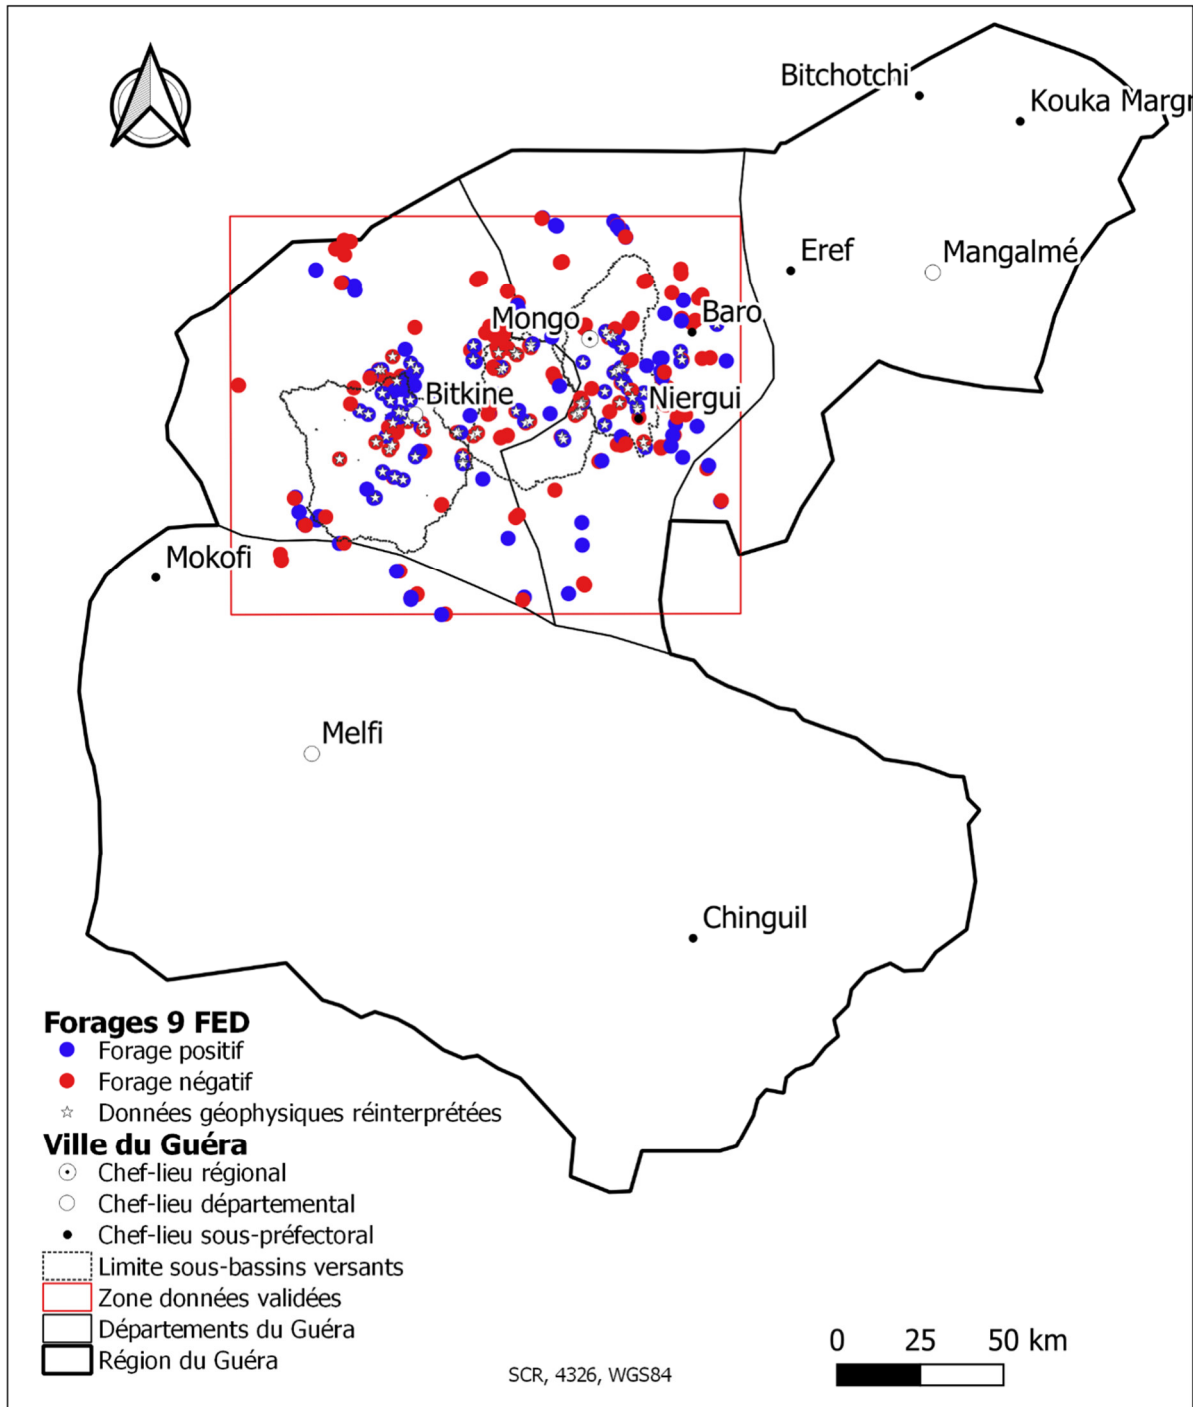 Bitchotchi
Kouka Margn
Eref
Mangalmé
Baro
Mongo
Bitkine
Niergui
Mokofi
Melfi
Chinguil
Forages 9 FED
Forage positif
Forage négatif
Données géophysiques réinterprétées
Ville du Guéra
Chef-lieu régional
Chef-lieu départemental
Chef-lieu sous-préfectoral
Limite sous-bassins versants
Zone données validées
Départements du Guéra
Région du Guéra
0 25 50 km
SCR, 4326, WGS84